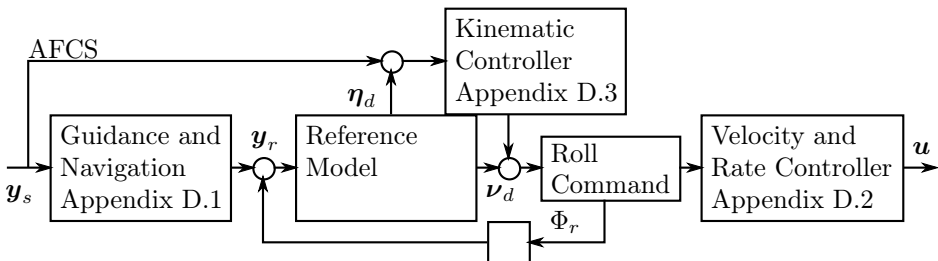 AFCS
Kinematic
Controller
Appendix D.3
η_d
y_r
Guidance and
Navigation
Appendix D.1
Reference
Model
Roll
Command
Velocity and
Rate Controller
Appendix D.2
u
y_s
ν_d
Φ_r